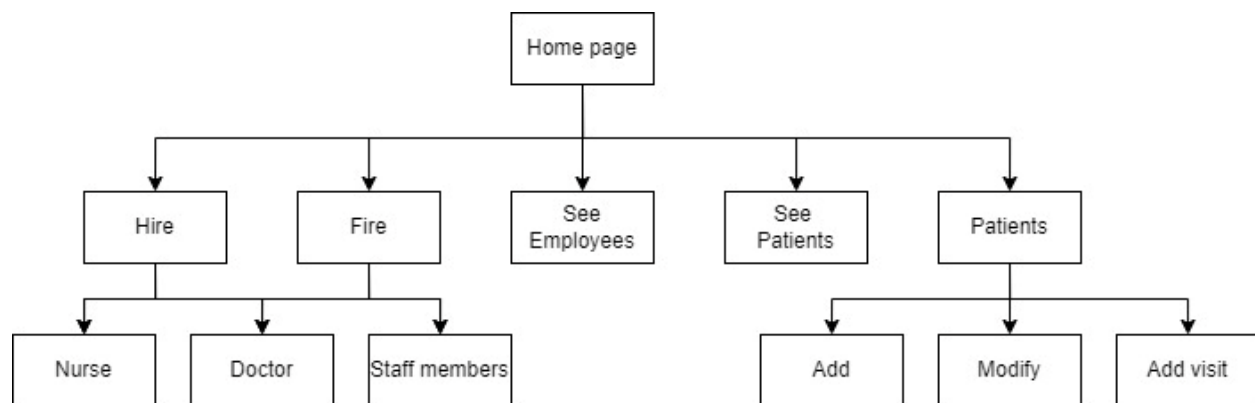 Home page
Hire
Fire
See
Employees
See
Patients
Patients
Nurse
Doctor
Staff members
Add
Modify
Add visit